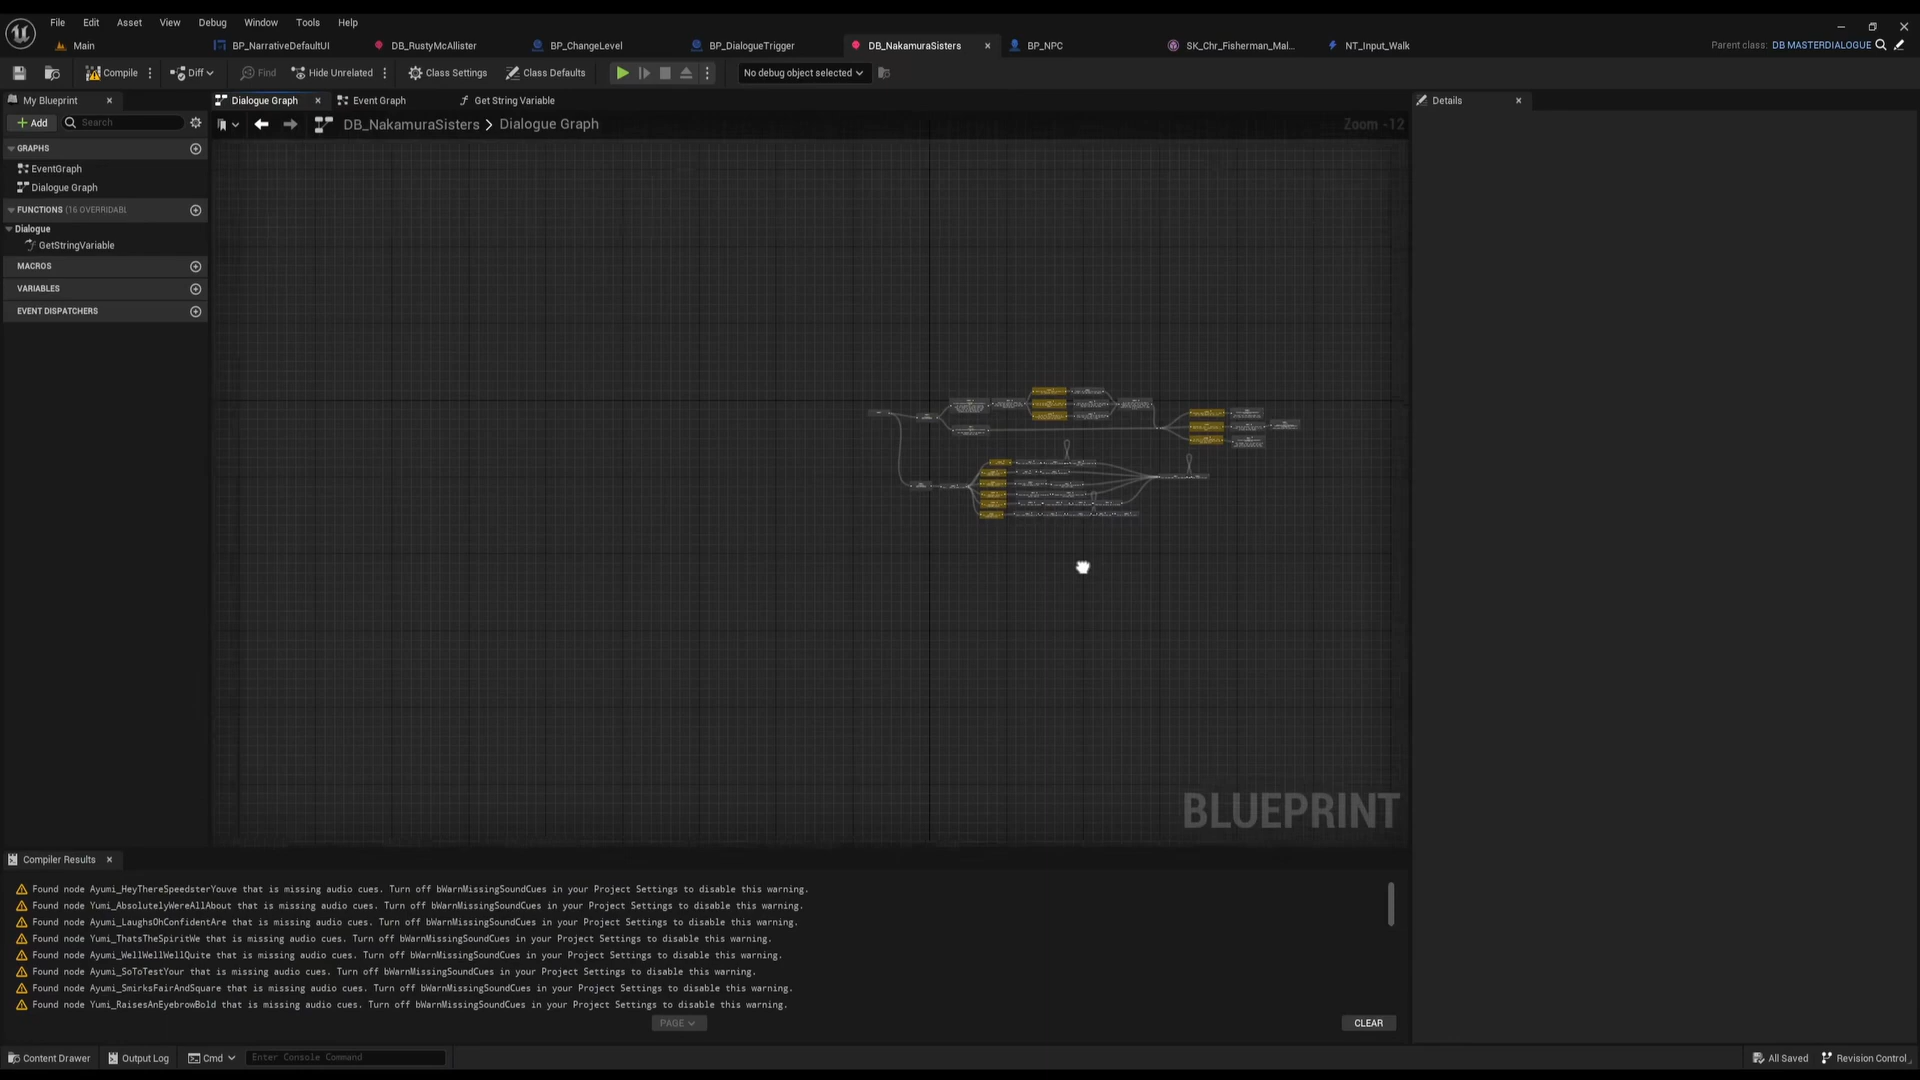 File Edit Asset View Debug Window Tools Help
Main BP_NarrativeDefaultUI DB_RustyMcAllister BP_ChangeLevel BP_DialogueTrigger DB_NakamuraSisters BP_NPC SK_Chr_Fisherman_Mal... NT_Input_Walk Parent class: DB MASTERDIALOGUE
Compile Diff Find Hide Unrelated Class Settings Class Defaults No debug object selected
My Blueprint Dialogue Graph Event Graph Get String Variable Details
Add Search DB_NakamuraSisters > Dialogue Graph Zoom -12
GRAPHS
EventGraph
Dialogue Graph
FUNCTIONS (16 OVERRIDABL
Dialogue
GetStringVariable
MACROS
VARIABLES
EVENT DISPATCHERS
BLUEPRINT
Compiler Results
Found node Ayumi_HeyThereSpeedsterYouve that is missing audio cues. Turn off bWarnMissingSoundCues in your Project Settings to disable this warning.
Found node Yumi_AbsolutelyWereAllAbout that is missing audio cues. Turn off bWarnMissingSoundCues in your Project Settings to disable this warning.
Found node Ayumi_LaughsOhConfidentAre that is missing audio cues. Turn off bWarnMissingSoundCues in your Project Settings to disable this warning.
Found node Yumi_ThatsTheSpiritWe that is missing audio cues. Turn off bWarnMissingSoundCues in your Project Settings to disable this warning.
Found node Ayumi_WellWellWellQuite that is missing audio cues. Turn off bWarnMissingSoundCues in your Project Settings to disable this warning.
Found node Ayumi_SoToTestYour that is missing audio cues. Turn off bWarnMissingSoundCues in your Project Settings to disable this warning.
Found node Ayumi_SmirksFairAndSquare that is missing audio cues. Turn off bWarnMissingSoundCues in your Project Settings to disable this warning.
Found node Yumi_RaisesAnEyebrowBold that is missing audio cues. Turn off bWarnMissingSoundCues in your Project Settings to disable this warning.
PAGE CLEAR
Content Drawer Output Log Cmd Enter Console Command All Saved Revision Control